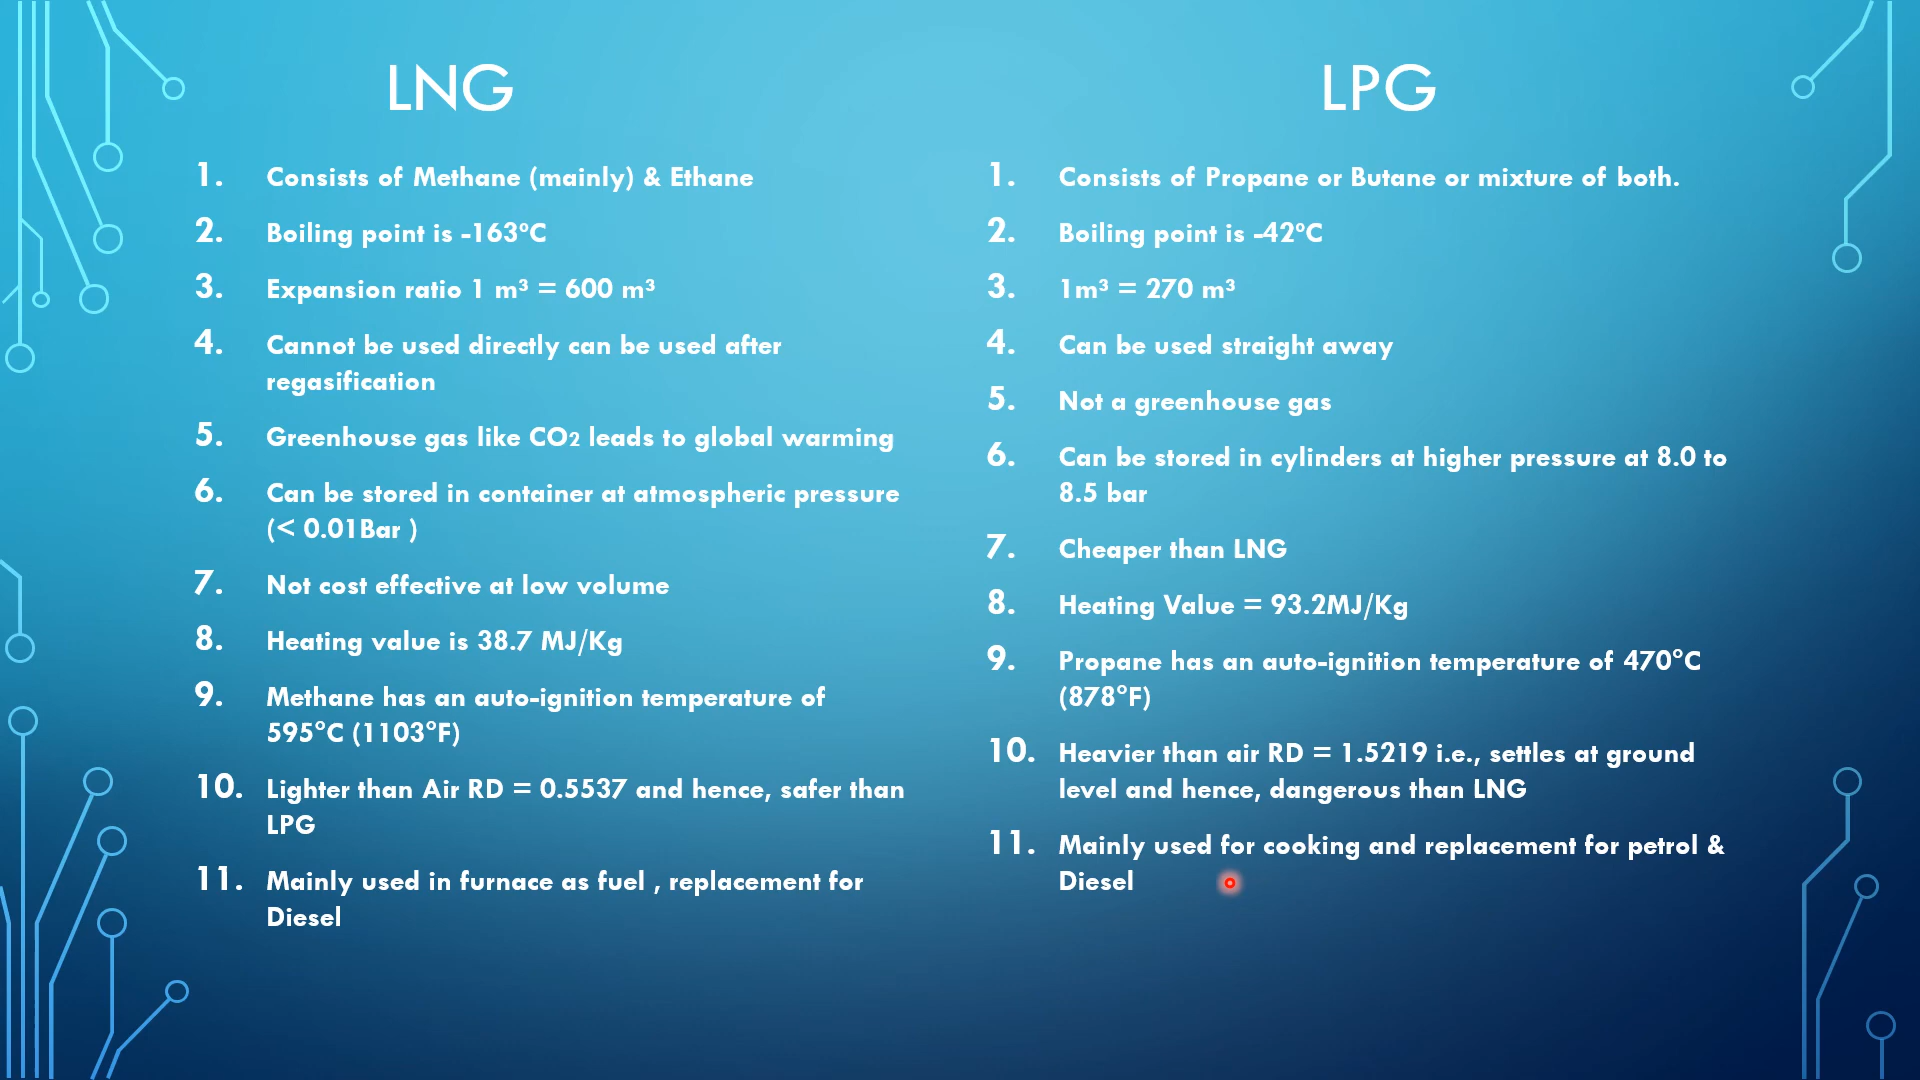 LNG
1. Consists of Methane (mainly) & Ethane
2. Boiling point is -163°C
3. Expansion ratio 1 m³ = 600 m³
4. Cannot be used directly can be used after
regasification
5. Greenhouse gas like CO2 leads to global warming
6. Can be stored in container at atmospheric pressure
(< 0.01Bar )
7. Not cost effective at low volume
8. Heating value is 38.7 MJ/Kg
9. Methane has an auto-ignition temperature of
595°C (1103°F)
10. Lighter than Air RD = 0.5537 and hence, safer than
LPG
11. Mainly used in furnace as fuel , replacement for
Diesel
LPG
1. Consists of Propane or Butane or mixture of both.
2. Boiling point is -42°C
3. 1m³ = 270 m³
4. Can be used straight away
5. Not a greenhouse gas
6. Can be stored in cylinders at higher pressure at 8.0 to
8.5 bar
7. Cheaper than LNG
8. Heating Value = 93.2MJ/Kg
9. Propane has an auto-ignition temperature of 470°C
(878°F)
10. Heavier than air RD = 1.5219 i.e., settles at ground
level and hence, dangerous than LNG
11. Mainly used for cooking and replacement for petrol &
Diesel